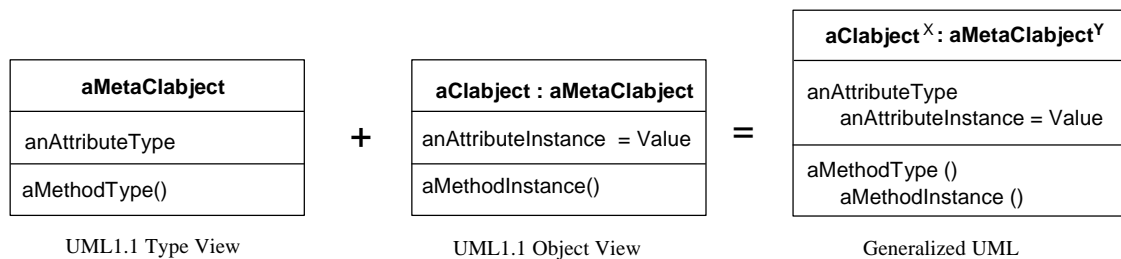 aMetaClabject
anAttributeType
aMethodType()
UML1.1 Type View
+
aClabject : aMetaClabject
anAttributeInstance = Value
aMethodInstance()
UML1.1 Object View
=
aClabject X : aMetaClabject Y
anAttributeType
anAttributeInstance = Value
aMethodType ()
aMethodInstance ()
Generalized UML